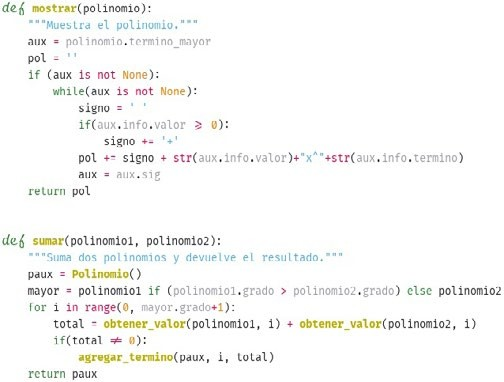 def mostrar(polinomio):
    """Muestra el polinomio."""
    aux = polinomio.termino_mayor
    pol = ''
    if (aux is not None):
        while(aux is not None):
            signo = ' '
            if(aux.info.valor ≥ 0):
                signo += '+'
            pol += signo + str(aux.info.valor)+"x^"+str(aux.info.termino)
            aux = aux.sig
    return pol
def sumar(polinomio1, polinomio2):
    """Suma dos polinomios y devuelve el resultado."""
    paux = Polinomio()
    mayor = polinomio1 if (polinomio1.grado > polinomio2.grado) else polinomio2
    for i in range(0, mayor.grado+1):
        total = obtener_valor(polinomio1, i) + obtener_valor(polinomio2, i)
        if(total ≠ 0):
            agregar_termino(paux, i, total)
    return paux